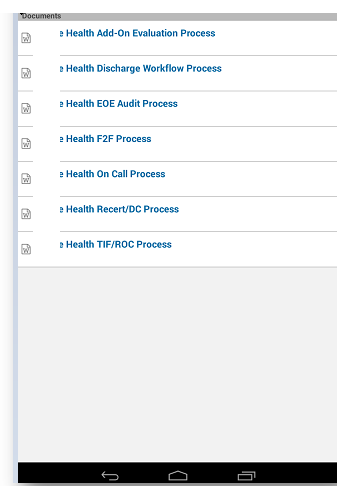 Documents
e Health Add-On Evaluation Process
e Health Discharge Workflow Process
e Health EOE Audit Process
e Health F2F Process
e Health On Call Process
e Health Recert/DC Process
e Health TIF/ROC Process